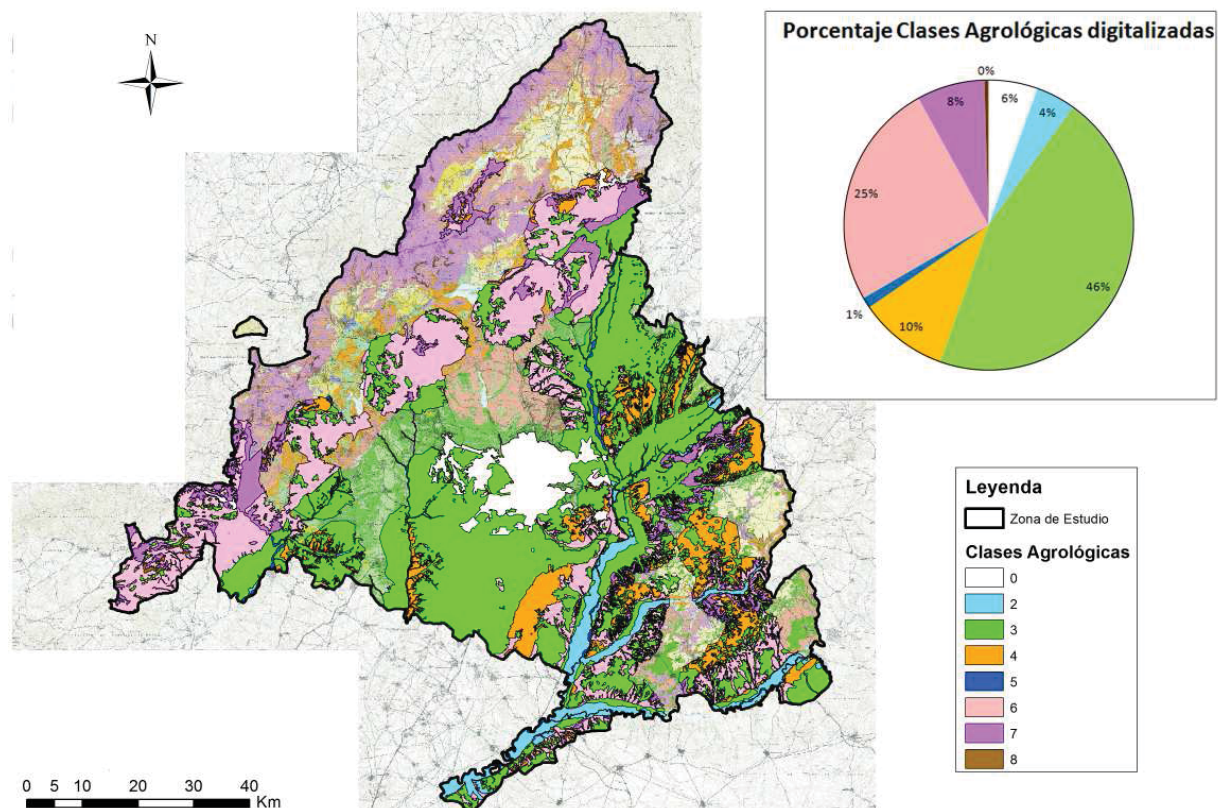 N
Porcentaje Clases Agrológicas digitalizadas
0%
6%
4%
8%
25%
46%
1%
10%
Leyenda
Zona de Estudio
Clases Agrológicas
0
2
3
4
5
6
7
8
0 5 10 20 30 40
Km